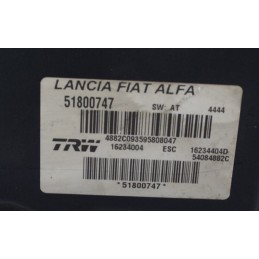 LANCIA FIAT ALFA
51800747 SW: AT 4444
4882C093595808047
TRW 16234004 ESC 16234404D
54084882C
*51800747*